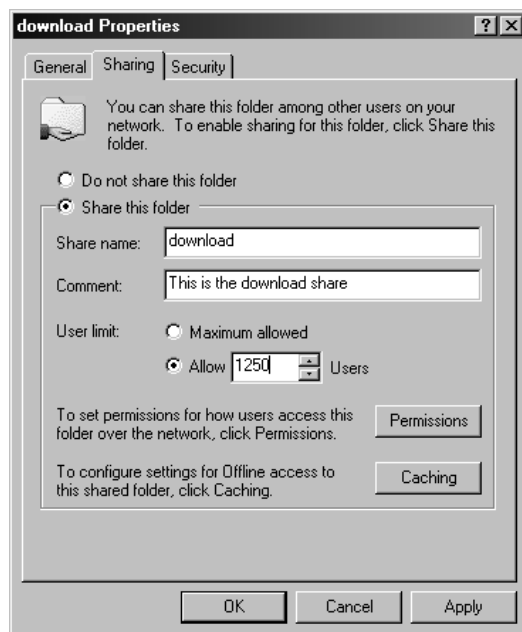 download Properties
General Sharing Security
You can share this folder among other users on your
network. To enable sharing for this folder, click Share this
folder.
Do not share this folder
Share this folder
Share name: download
Comment: This is the download share
User limit: Maximum allowed
Allow 1250 Users
To set permissions for how users access this
folder over the network, click Permissions.
Permissions
To configure settings for Offline access to
this shared folder, click Caching.
Caching
OK Cancel Apply